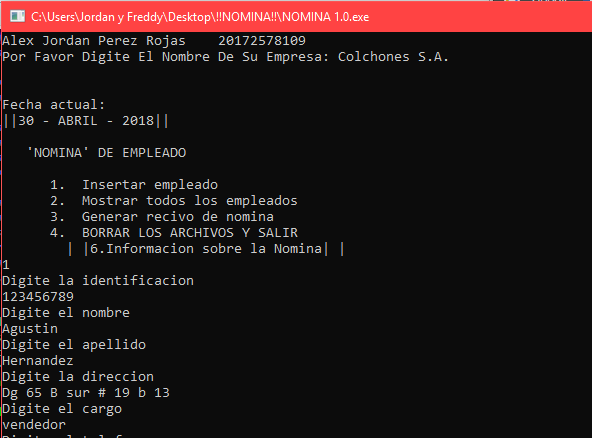 C:\Users\Jordan y Freddy\Desktop\!!NOMINA!!\NOMINA 1.0.exe
Alex Jordan Perez Rojas    20172578109
Por Favor Digite El Nombre De Su Empresa: Colchones S.A.
Fecha actual:
||30 - ABRIL - 2018||
'NOMINA' DE EMPLEADO
1.  Insertar empleado
2.  Mostrar todos los empleados
3.  Generar recivo de nomina
4.  BORRAR LOS ARCHIVOS Y SALIR
| |6.Informacion sobre la Nomina| |
1
Digite la identificacion
123456789
Digite el nombre
Agustin
Digite el apellido
Hernandez
Digite la direccion
Dg 65 B sur # 19 b 13
Digite el cargo
vendedor